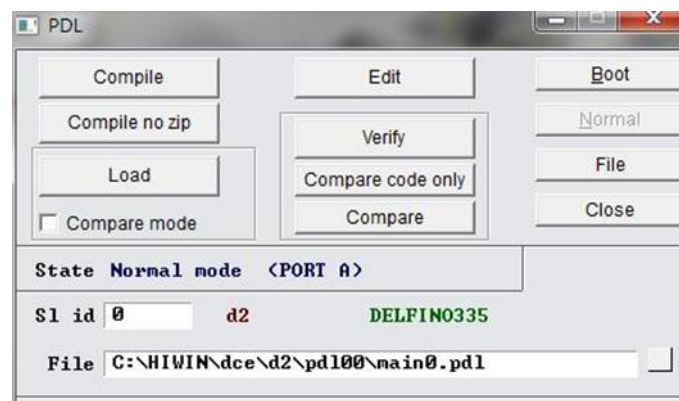 PDL
Compile
Edit
Boot
Compile no zip
Verify
Normal
Load
Compare code only
File
Compare mode
Compare
Close
State Normal mode (PORT A)
Sl id 0 d2 DELFINO335
File C:\HIWIN\dce\d2\pdl00\main0.pdl